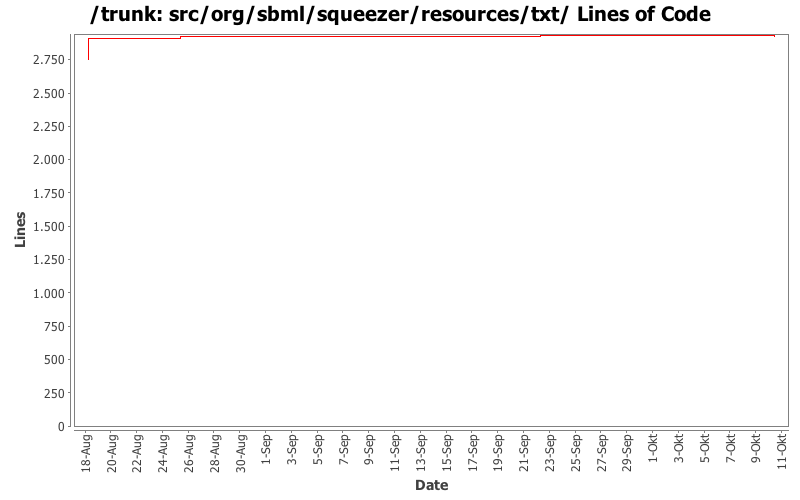 /trunk: src/org/sbml/squeezer/resources/txt/ Lines of Code
2.750
2.500
2.250
2.000
1.750
1.500
1.250
1.000
750
500
250
0
Lines
18-Aug
20-Aug
22-Aug
24-Aug
26-Aug
28-Aug
30-Aug
1-Sep
3-Sep
5-Sep
7-Sep
9-Sep
11-Sep
13-Sep
15-Sep
17-Sep
19-Sep
21-Sep
23-Sep
25-Sep
27-Sep
29-Sep
1-Okt
3-Okt
5-Okt
7-Okt
9-Okt
11-Okt
Date